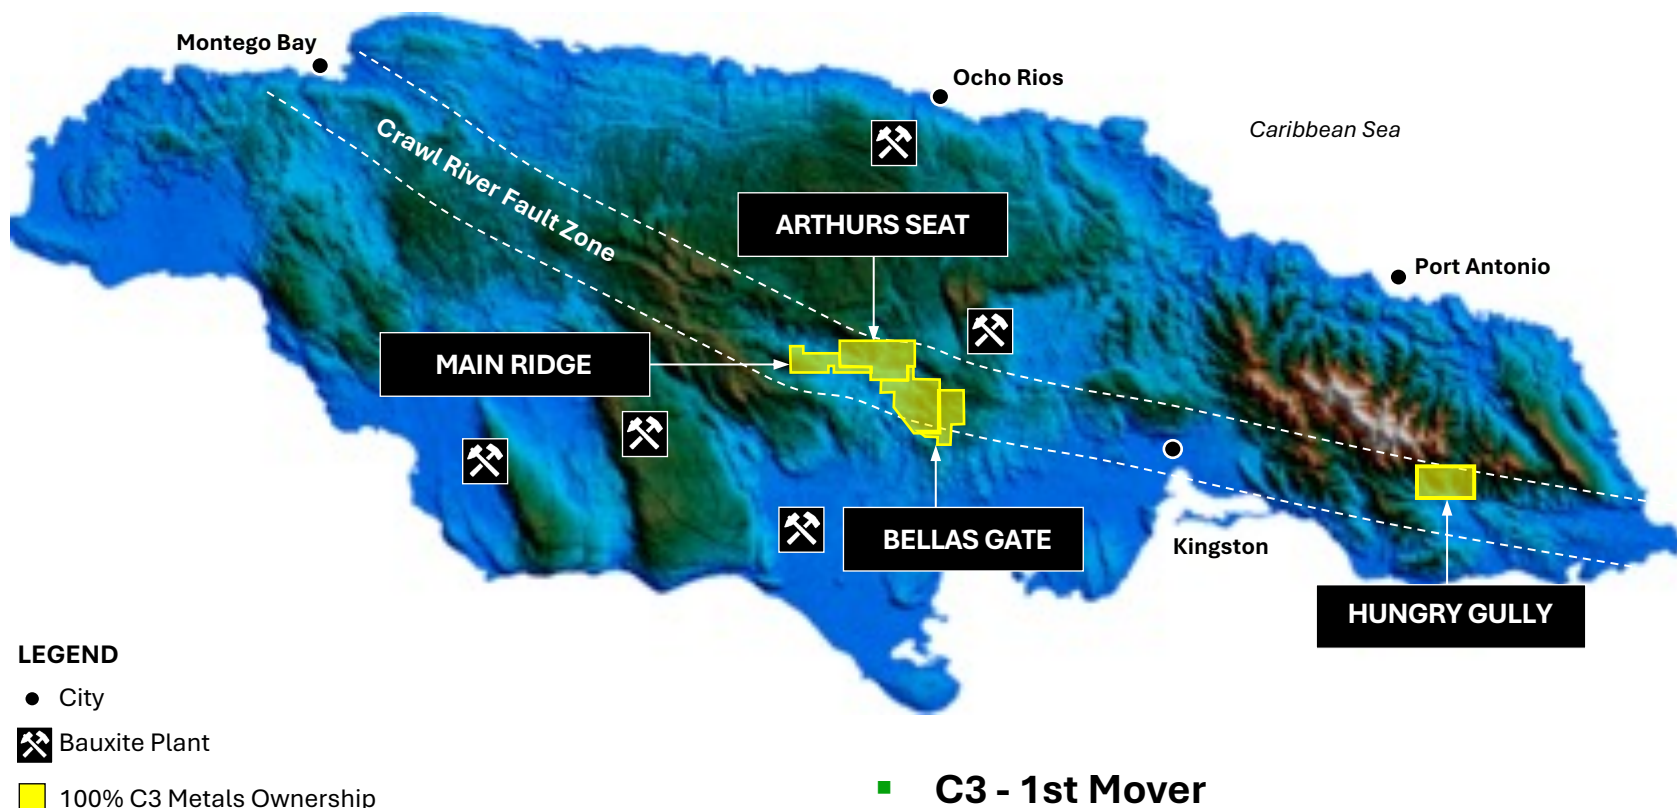 Montego Bay
Ocho Rios
Caribbean Sea
Crawl River Fault Zone
ARTHURS SEAT
Port Antonio
MAIN RIDGE
BELLAS GATE
Kingston
HUNGRY GULLY
LEGEND
City
Bauxite Plant
100% C3 Metals Ownership
C3 - 1st Mover